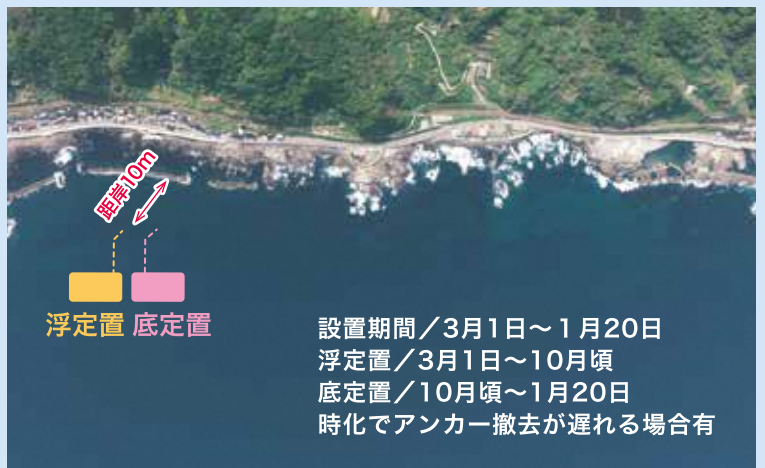 距岸10m
浮定置 底定置
設置期間／3月1日～１月20日
浮定置／3月1日～10月頃
底定置／10月頃～1月20日
時化でアンカー撤去が遅れる場合有